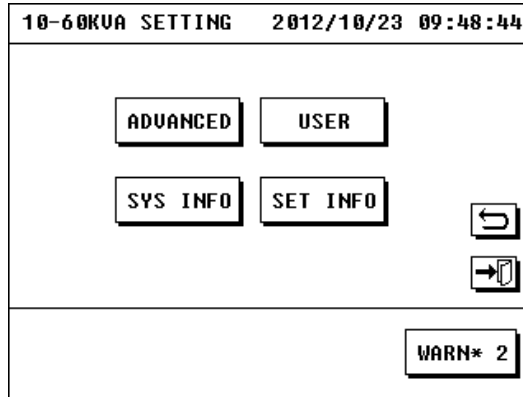 10-60KVA SETTING 2012/10/23 09:48:44
ADVANCED USER
SYS INFO SET INFO
WARN* 2